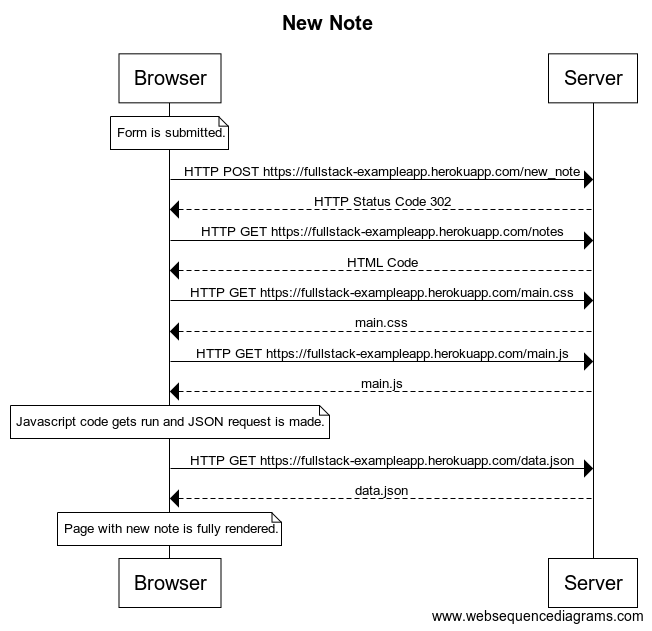 New Note
Browser
Server
Form is submitted.
HTTP POST https://fullstack-exampleapp.herokuapp.com/new_note
HTTP Status Code 302
HTTP GET https://fullstack-exampleapp.herokuapp.com/notes
HTML Code
HTTP GET https://fullstack-exampleapp.herokuapp.com/main.css
main.css
HTTP GET https://fullstack-exampleapp.herokuapp.com/main.js
main.js
Javascript code gets run and JSON request is made.
HTTP GET https://fullstack-exampleapp.herokuapp.com/data.json
data.json
Page with new note is fully rendered.
Browser
Server
www.websequencediagrams.com